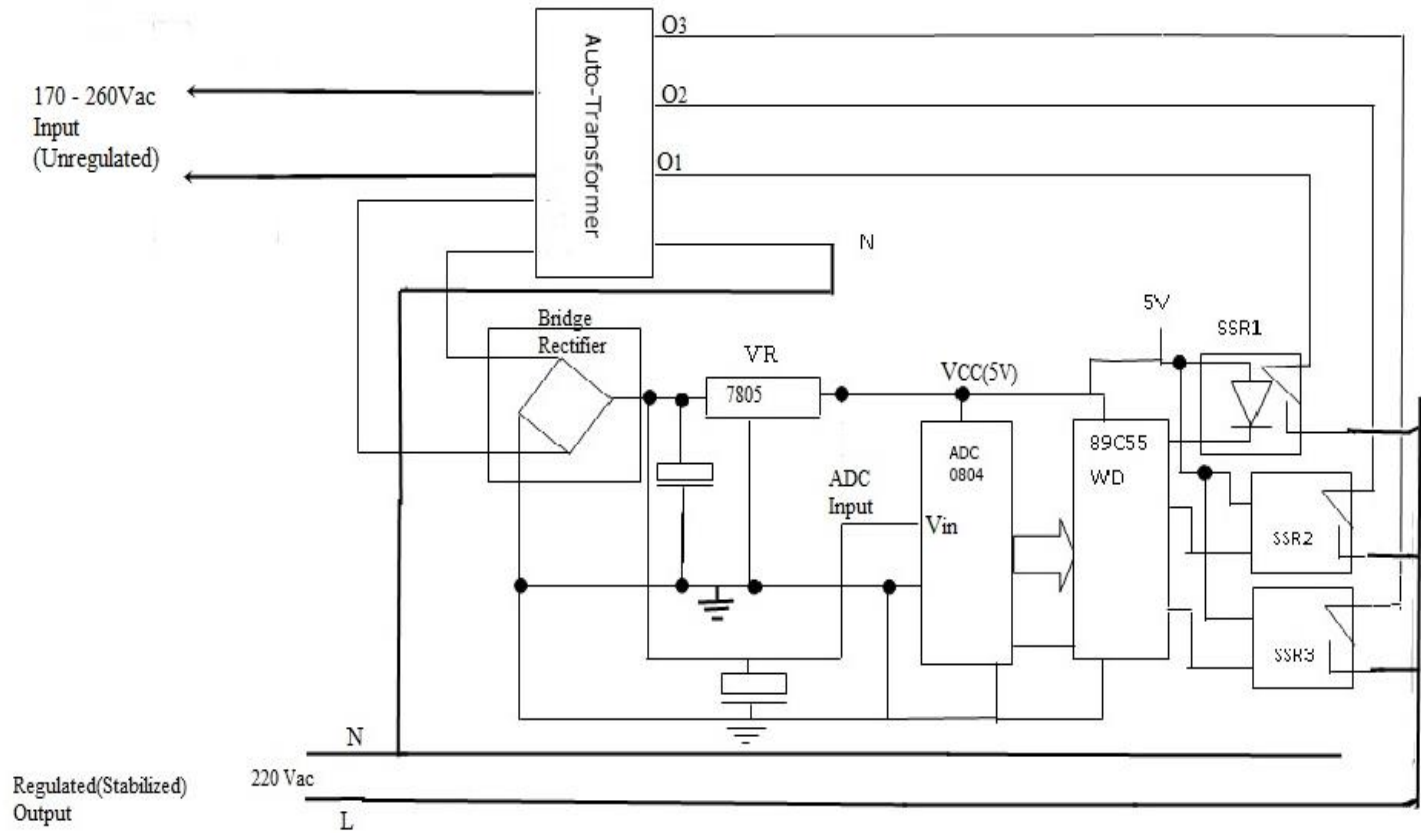 O3
Auto-Transformer
170 - 260Vac
Input
(Unregulated)
O2
O1
N
Bridge
Rectifier
VR
7805
VCC(5V)
5V
SSR1
ADC
0804
89C55
WD
ADC
Input
Vin
SSR2
SSR3
N
220 Vac
Regulated(Stabilized)
Output
L